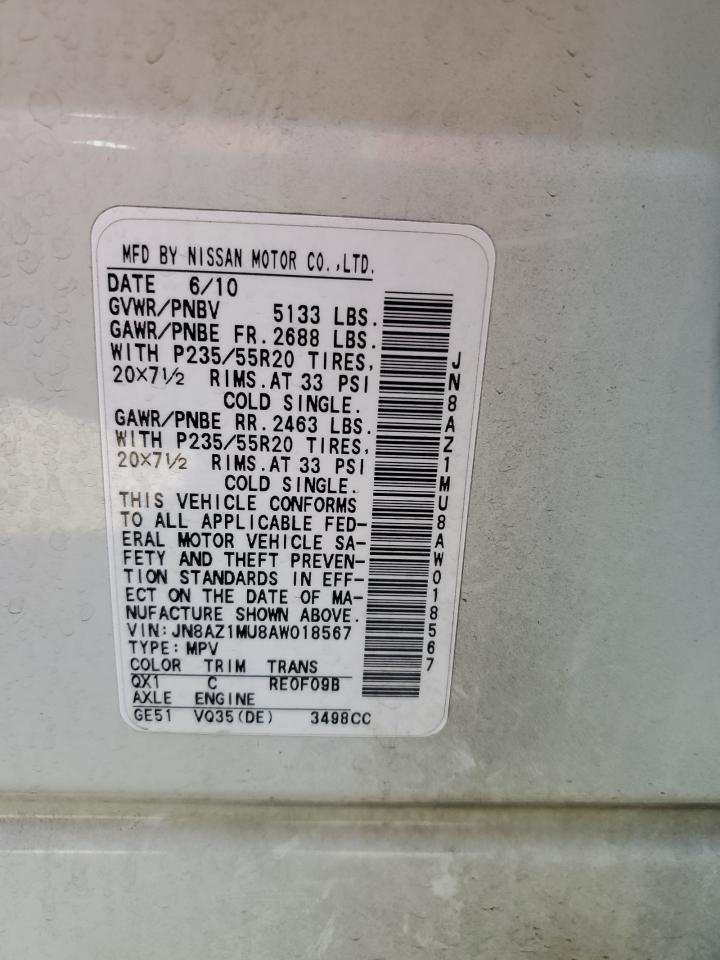 MFD BY NISSAN MOTOR CO.,LTD.
DATE 6/10
GVWR/PNBV 5133 LBS.
GAWR/PNBE FR. 2688 LBS.
WITH P235/55R20 TIRES,
20×7½ RIMS. AT 33 PSI
COLD SINGLE.
GAWR/PNBE RR. 2463 LBS.
WITH P235/55R20 TIRES,
20×7½ RIMS. AT 33 PSI
COLD SINGLE.
THIS VEHICLE CONFORMS
TO ALL APPLICABLE FED-
ERAL MOTOR VEHICLE SA-
FETY AND THEFT PREVEN-
TION STANDARDS IN EFF-
ECT ON THE DATE OF MA-
NUFACTURE SHOWN ABOVE.
VIN: JN8AZ1MU8AW018567
TYPE: MPV
COLOR TRIM TRANS
QX1 C RE0F09B
AXLE ENGINE
GE51 VQ35(DE) 3498CC
JN8AZ1MU8AW018567